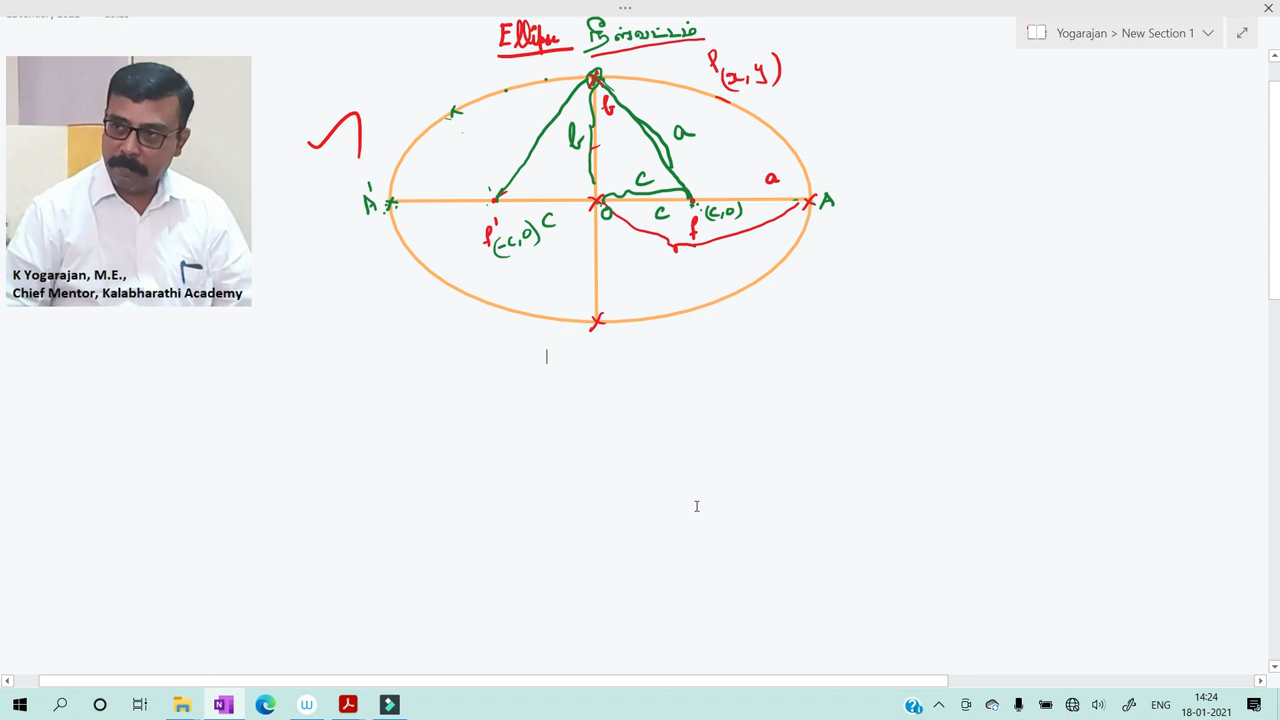 Yogarajan > New Section 1
Ellipse நீள்வட்டம்
P(x, y)
b
b
a
c
a
A'
O
c
(c,0)
A
F'
(-c,0)
c
F
K Yogarajan, M.E.,
Chief Mentor, Kalabharathi Academy
ENG
14:24
18-01-2021